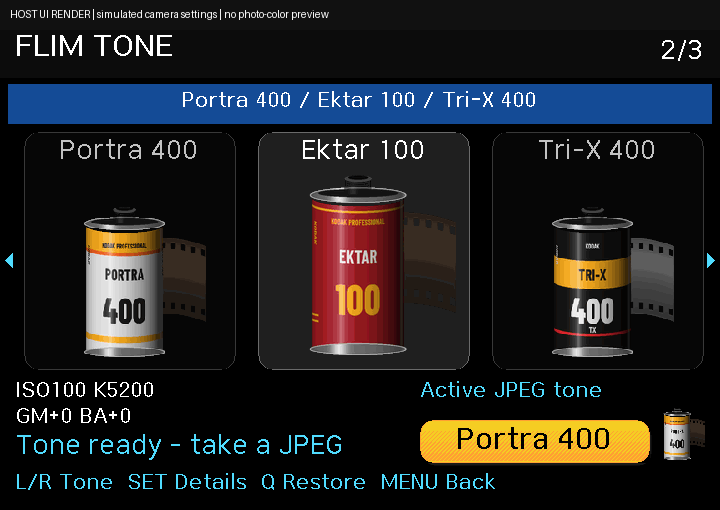 HOST UI RENDER | simulated camera settings | no photo-color preview
FLIM TONE
2/3
Portra 400 / Ektar 100 / Tri-X 400
Portra 400
Ektar 100
Tri-X 400
KODAK PROFESSIONAL
PORTRA
400
KODAK PROFESSIONAL
KODAK
EKTAR
100
KODAK
TRI-X
400
TX
ISO100 K5200
GM+0 BA+0
Tone ready - take a JPEG
Active JPEG tone
Portra 400
PORTRA
400
L/R Tone SET Details Q Restore MENU Back